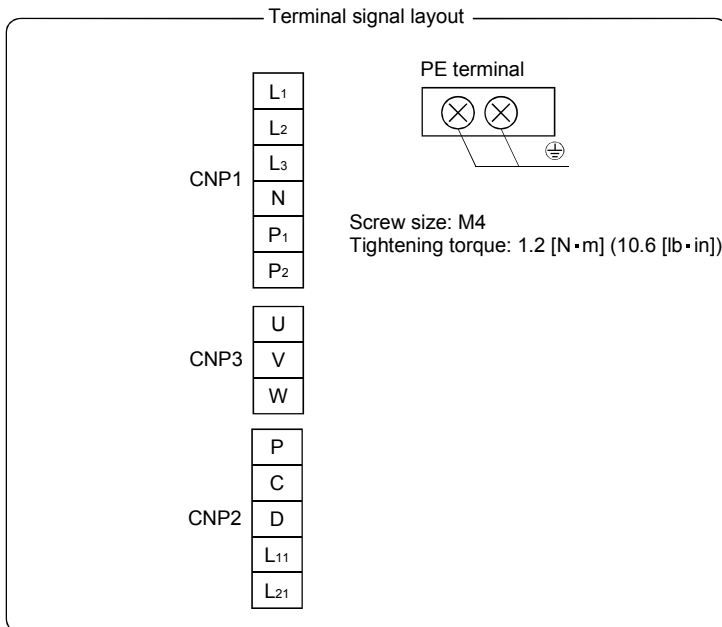 Terminal signal layout
PE terminal
CNP1
L1
L2
L3
N
P1
P2
Screw size: M4
Tightening torque: 1.2 [N▪m] (10.6 [lb▪in])
CNP3
U
V
W
CNP2
P
C
D
L11
L21